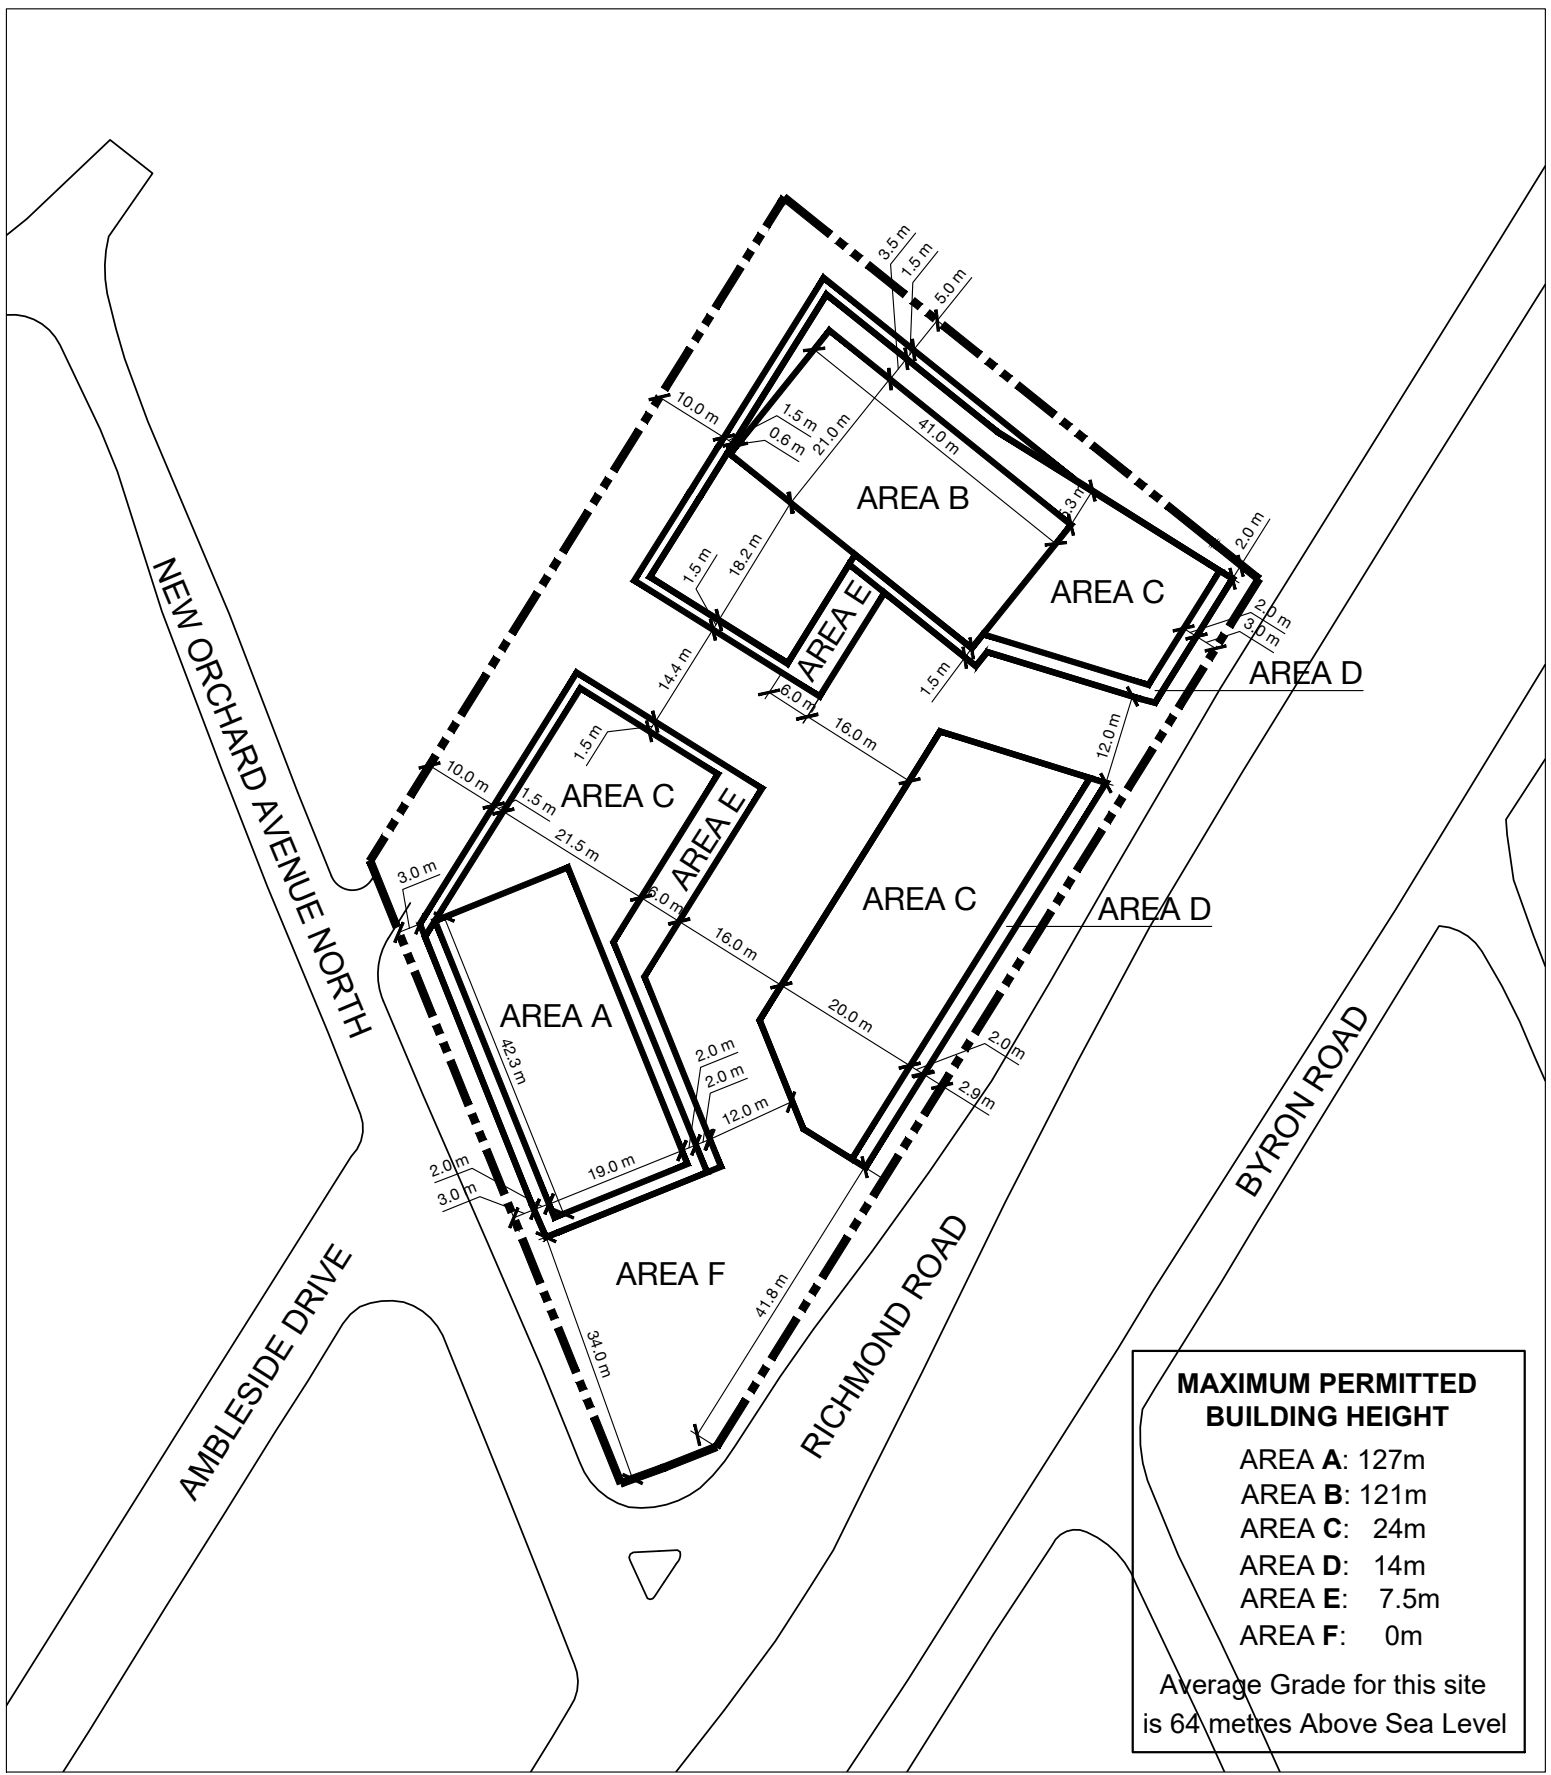 3.5 m
1.5 m
5.0 m
10.0 m
1.5 m
0.6 m
21.0 m
41.0 m
AREA B
5.3 m
2.0 m
18.2 m
1.5 m
AREA E
AREA C
2.0 m
3.0 m
AREA D
1.5 m
14.4 m
6.0 m
16.0 m
12.0 m
NEW ORCHARD AVENUE NORTH
1.5 m
10.0 m
1.5 m
AREA C
21.5 m
AREA E
3.0 m
6.0 m
16.0 m
AREA C
AREA D
AREA A
42.3 m
20.0 m
2.0 m
2.9 m
2.0 m
2.0 m
12.0 m
19.0 m
2.0 m
3.0 m
BYRON ROAD
AREA F
34.0 m
41.8 m
RICHMOND ROAD
AMBLESIDE DRIVE
MAXIMUM PERMITTED
BUILDING HEIGHT
AREA A: 127m
AREA B: 121m
AREA C: 24m
AREA D: 14m
AREA E: 7.5m
AREA F: 0m
Average Grade for this site
is 64 metres Above Sea Level